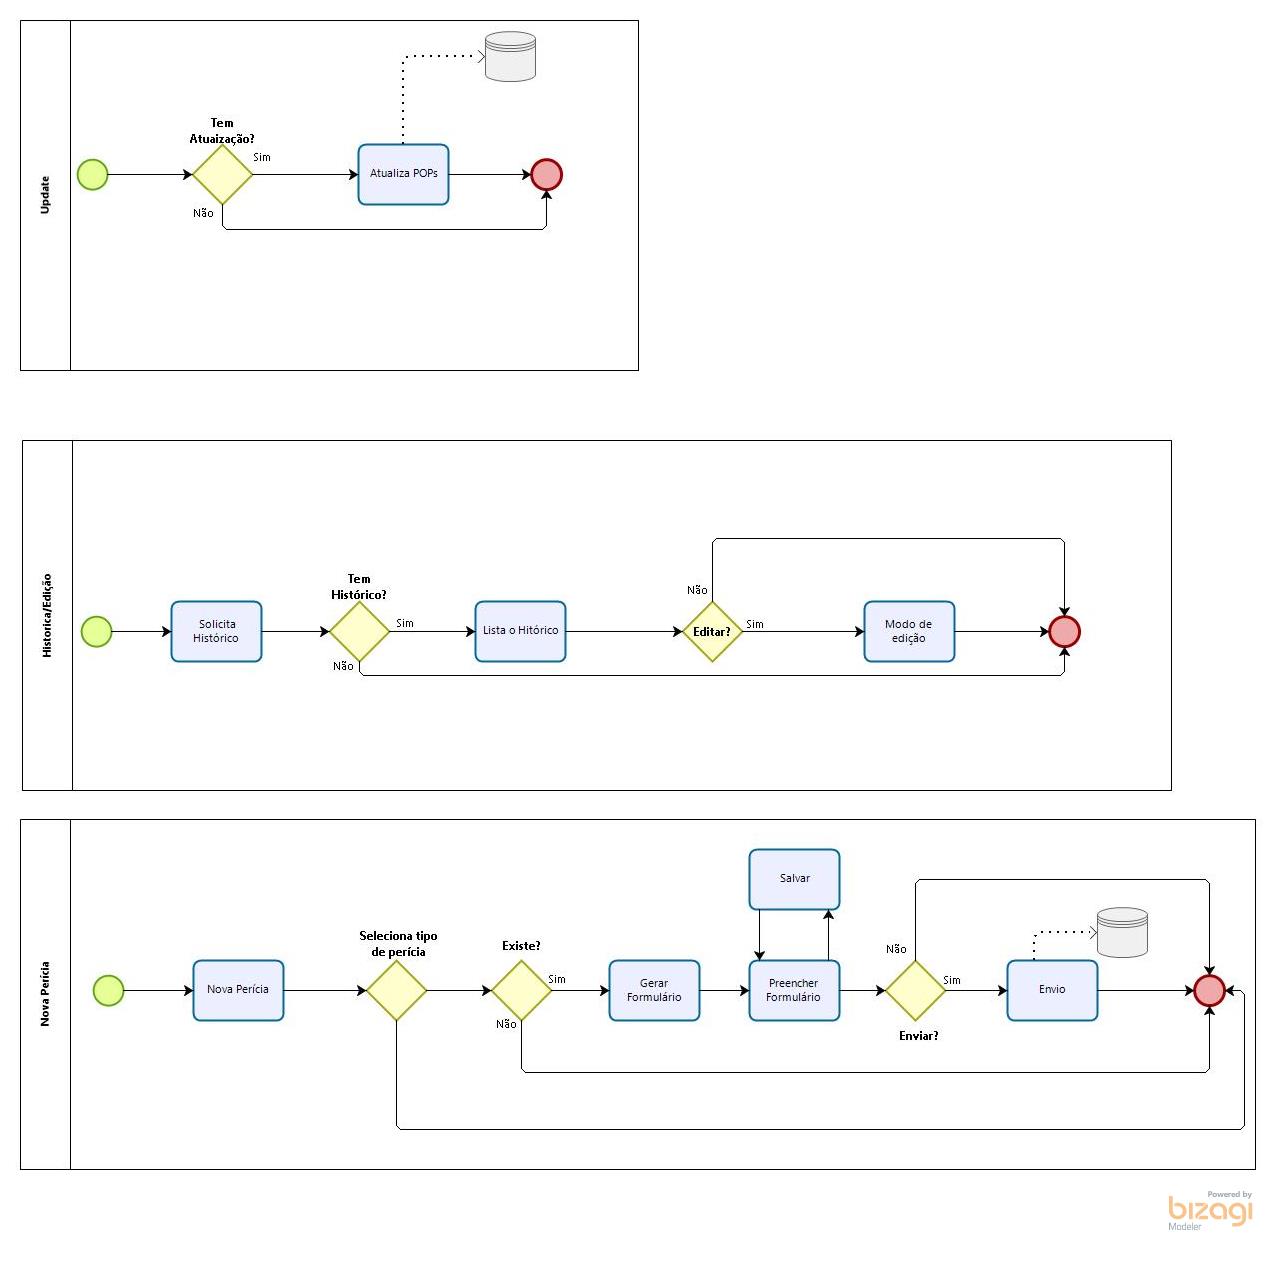 Update
Tem
Atuaização?
Sim
Não
Atualiza POPs
Historica/Edição
Solicita
Histórico
Tem
Histórico?
Sim
Não
Lista o Hitórico
Não
Editar?
Sim
Modo de
edição
Nova Perícia
Nova Perícia
Seleciona tipo
de perícia
Existe?
Sim
Não
Gerar
Formulário
Salvar
Preencher
Formulário
Não
Sim
Enviar?
Envio
Powered by
bizagi
Modeler